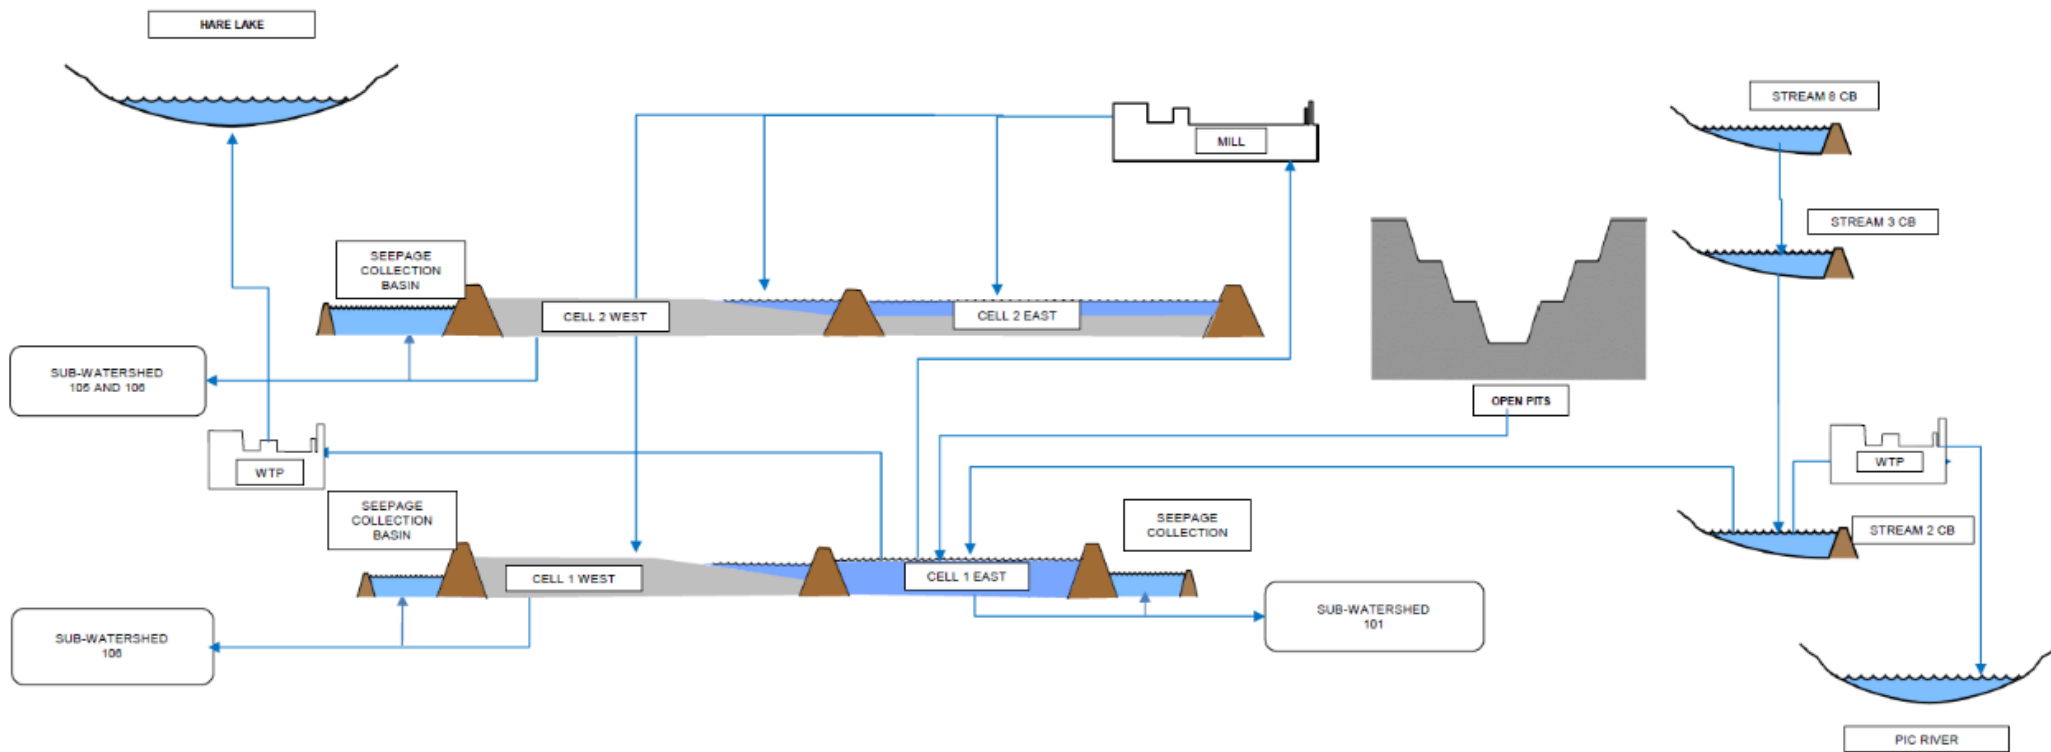 HARE LAKE
STREAM 8 CB
MILL
STREAM 3 CB
SEEPAGE
COLLECTION
BASIN
CELL 2 WEST
CELL 2 EAST
SUB-WATERSHED
105 AND 106
OPEN PITS
WTP
WTP
SEEPAGE
COLLECTION
BASIN
SEEPAGE
COLLECTION
STREAM 2 CB
CELL 1 WEST
CELL 1 EAST
SUB-WATERSHED
106
SUB-WATERSHED
101
PIC RIVER